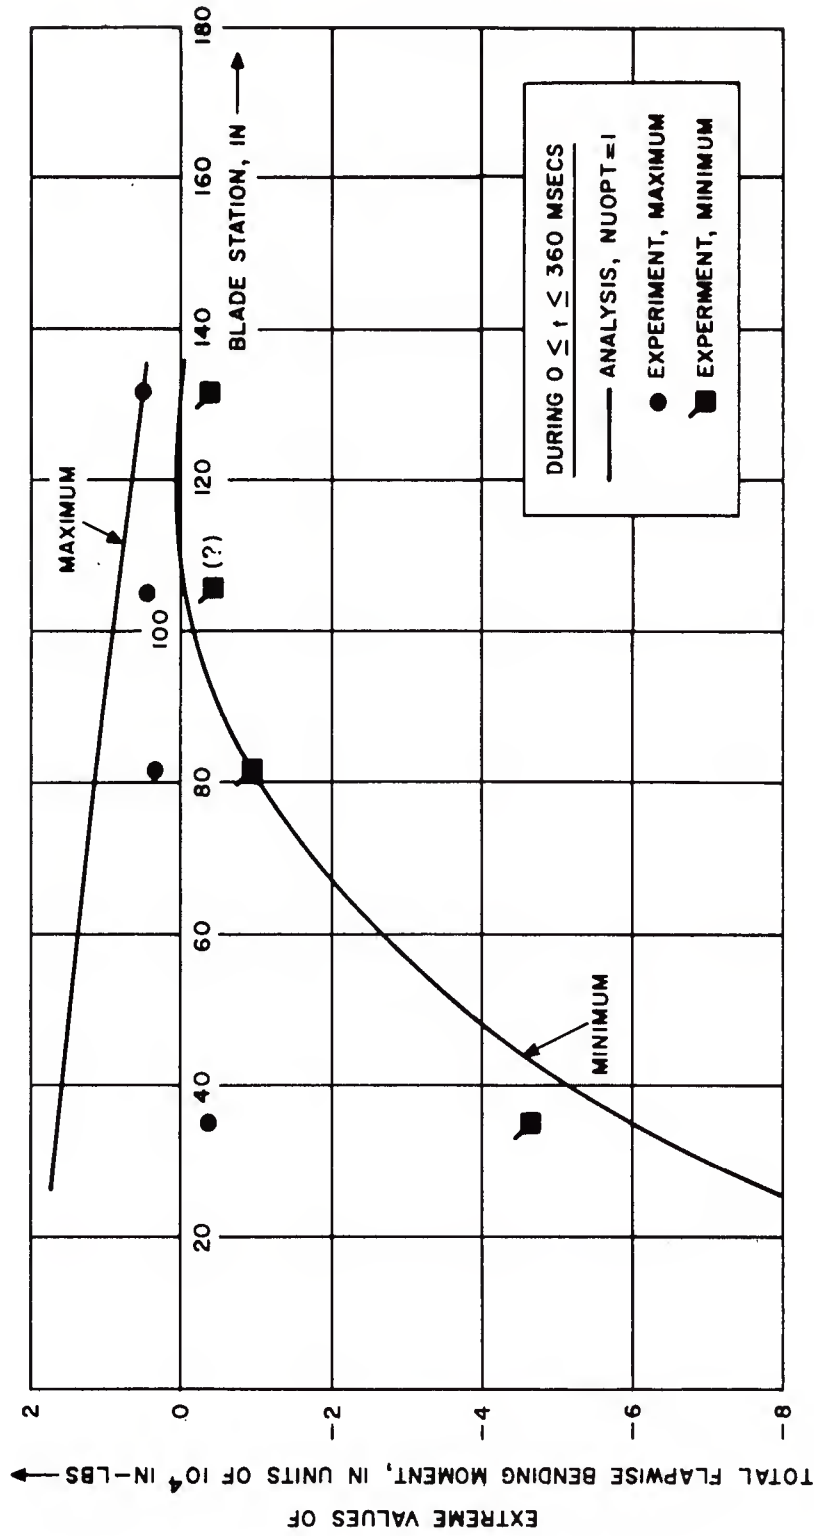 EXTREME VALUES OF
TOTAL FLAPWISE BENDING MOMENT, IN UNITS OF 10⁴ IN-LBS
2
0
-2
-4
-6
-8
20
40
60
80
100
120
140
160
180
BLADE STATION, IN
MAXIMUM
MINIMUM
(?)
DURING 0 ≤ t ≤ 360 MSECS
ANALYSIS, NUOPT=1
EXPERIMENT, MAXIMUM
EXPERIMENT, MINIMUM